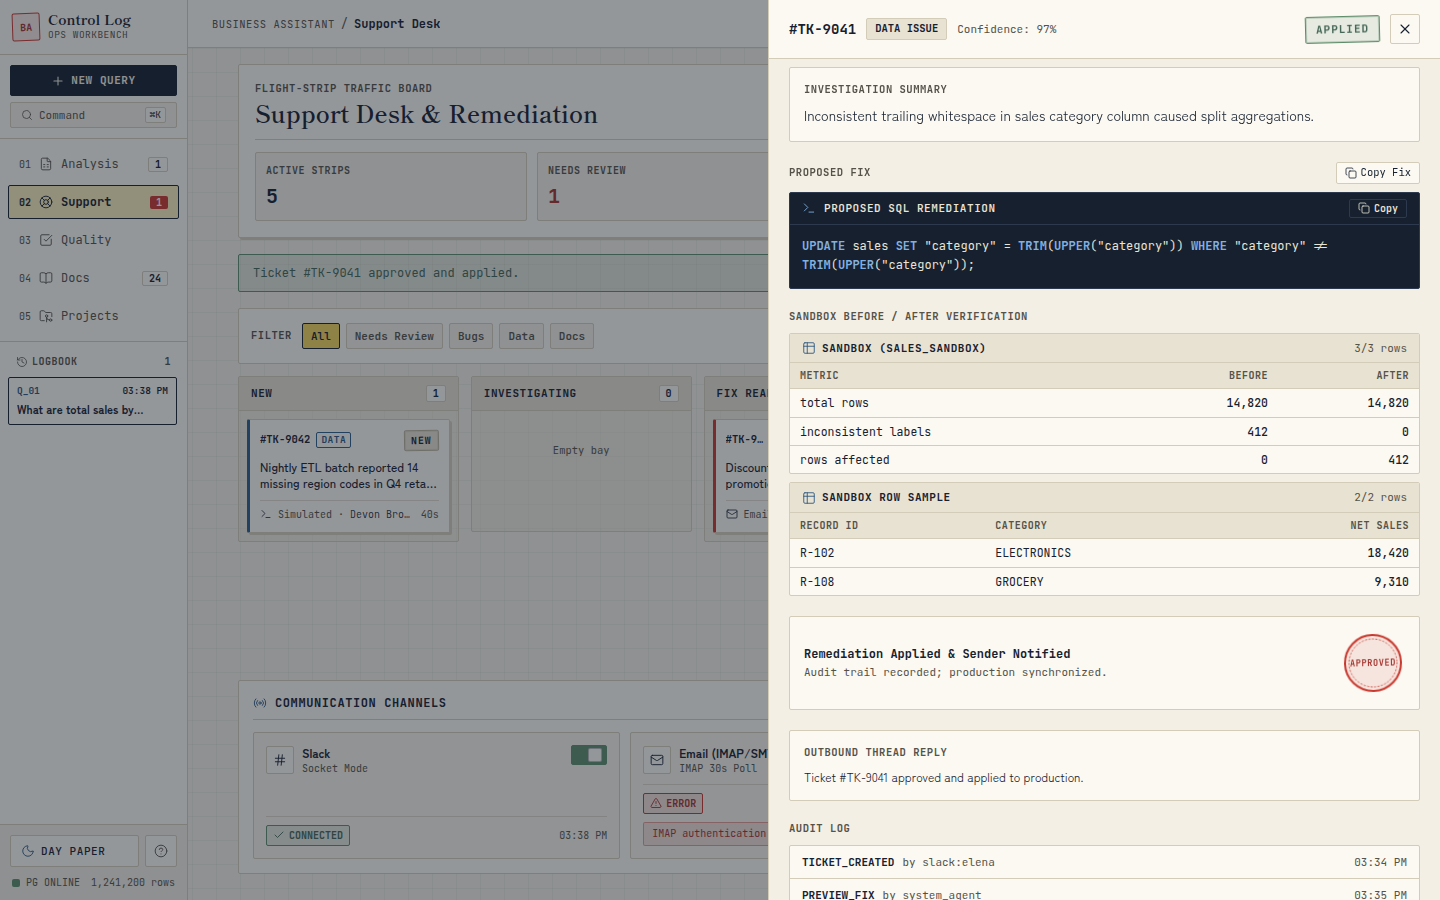 BA
Control Log
OPS WORKBENCH
+ NEW QUERY
Command ⌘K
01 Analysis 1
02 Support 1
03 Quality
04 Docs 24
05 Projects
LOGBOOK 1
Q_01 03:38 PM
What are total sales by...
DAY PAPER
PG ONLINE 1,241,200 rows
BUSINESS ASSISTANT / Support Desk
FLIGHT-STRIP TRAFFIC BOARD
Support Desk & Remediation
ACTIVE STRIPS
5
NEEDS REVIEW
1
Ticket #TK-9041 approved and applied.
FILTER All Needs Review Bugs Data Docs
NEW 1
#TK-9042 DATA NEW
Nightly ETL batch reported 14
missing region codes in Q4 reta...
Simulated · Devon Bro… 40s
INVESTIGATING 0
Empty bay
FIX REA
#TK-9…
Discoun
promoti
Emai
COMMUNICATION CHANNELS
Slack
Socket Mode
CONNECTED 03:38 PM
Email (IMAP/SM
IMAP 30s Poll
ERROR
IMAP authentication
#TK-9041 DATA ISSUE Confidence: 97% APPLIED
INVESTIGATION SUMMARY
Inconsistent trailing whitespace in sales category column caused split aggregations.
PROPOSED FIX Copy Fix
PROPOSED SQL REMEDIATION Copy
UPDATE sales SET "category" = TRIM(UPPER("category")) WHERE "category" ≠
TRIM(UPPER("category"));
SANDBOX BEFORE / AFTER VERIFICATION
SANDBOX (SALES_SANDBOX) 3/3 rows
METRIC BEFORE AFTER
total rows 14,820 14,820
inconsistent labels 412 0
rows affected 0 412
SANDBOX ROW SAMPLE 2/2 rows
RECORD ID CATEGORY NET SALES
R-102 ELECTRONICS 18,420
R-108 GROCERY 9,310
Remediation Applied & Sender Notified
Audit trail recorded; production synchronized.
APPROVED
OUTBOUND THREAD REPLY
Ticket #TK-9041 approved and applied to production.
AUDIT LOG
TICKET_CREATED by slack:elena 03:34 PM
PREVIEW_FIX by system_agent 03:35 PM